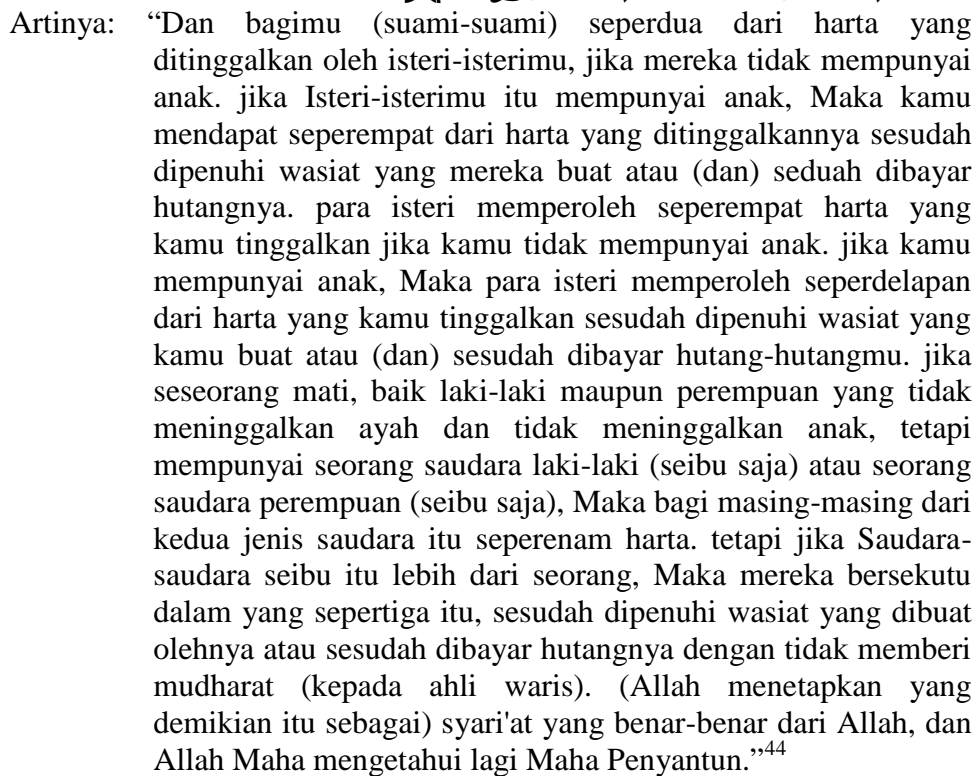 Artinya: “Dan bagimu (suami-suami) seperdua dari harta yang
ditinggalkan oleh isteri-isterimu, jika mereka tidak mempunyai
anak. jika Isteri-isterimu itu mempunyai anak, Maka kamu
mendapat seperempat dari harta yang ditinggalkannya sesudah
dipenuhi wasiat yang mereka buat atau (dan) seduah dibayar
hutangnya. para isteri memperoleh seperempat harta yang
kamu tinggalkan jika kamu tidak mempunyai anak. jika kamu
mempunyai anak, Maka para isteri memperoleh seperdelapan
dari harta yang kamu tinggalkan sesudah dipenuhi wasiat yang
kamu buat atau (dan) sesudah dibayar hutang-hutangmu. jika
seseorang mati, baik laki-laki maupun perempuan yang tidak
meninggalkan ayah dan tidak meninggalkan anak, tetapi
mempunyai seorang saudara laki-laki (seibu saja) atau seorang
saudara perempuan (seibu saja), Maka bagi masing-masing dari
kedua jenis saudara itu seperenam harta. tetapi jika Saudara-
saudara seibu itu lebih dari seorang, Maka mereka bersekutu
dalam yang sepertiga itu, sesudah dipenuhi wasiat yang dibuat
olehnya atau sesudah dibayar hutangnya dengan tidak memberi
mudharat (kepada ahli waris). (Allah menetapkan yang
demikian itu sebagai) syari'at yang benar-benar dari Allah, dan
Allah Maha mengetahui lagi Maha Penyantun.”44